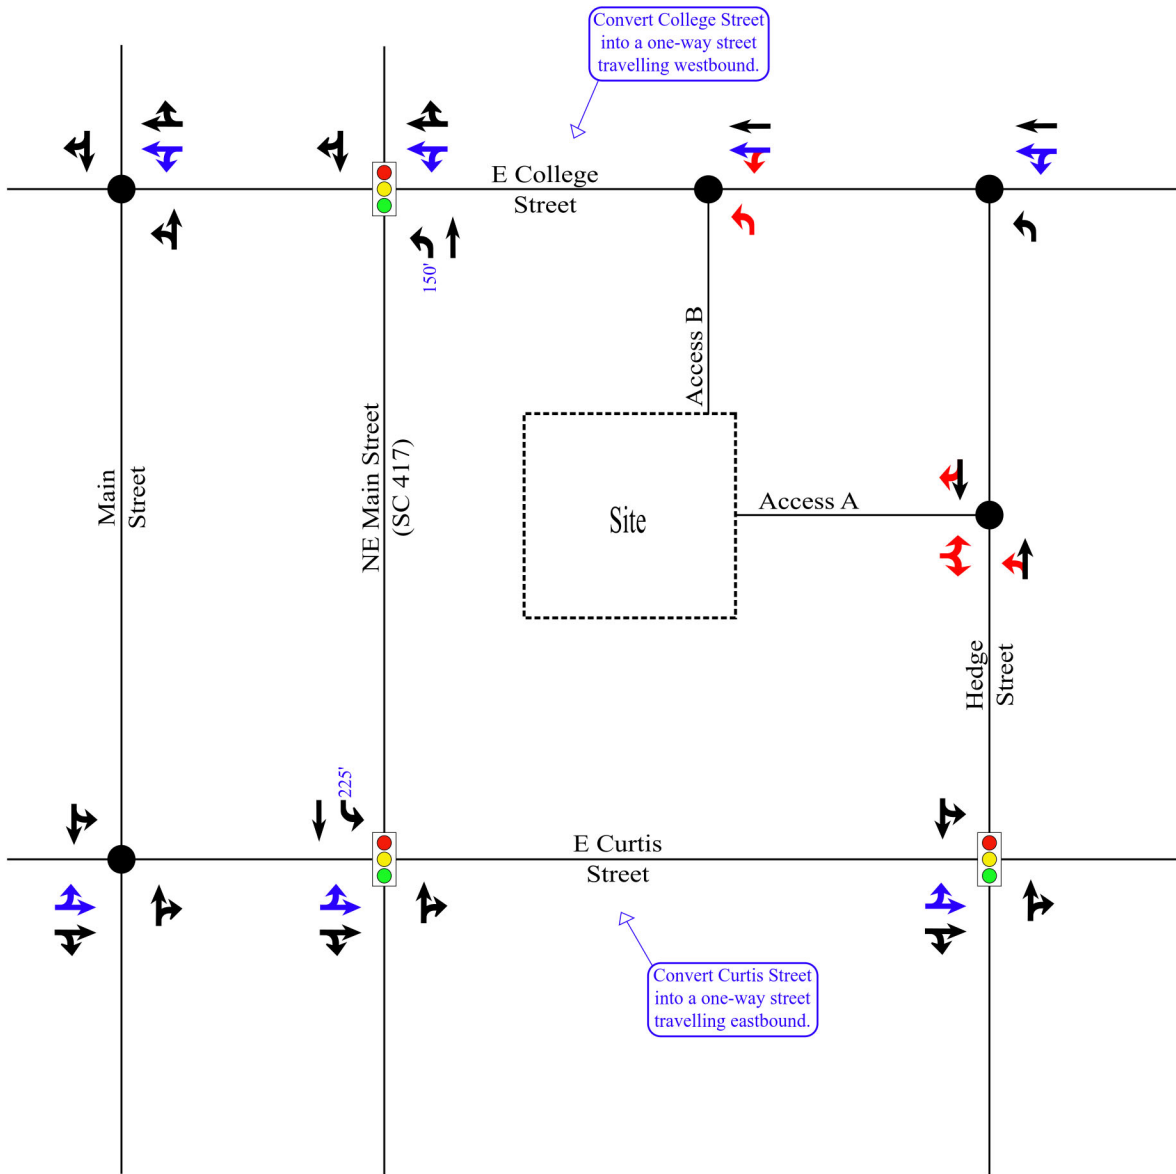 Convert College Street
into a one-way street
travelling westbound.
E College
Street
150'
Access B
NE Main Street
(SC 417)
Main
Street
Site
Access A
Hedge
Street
225'
E Curtis
Street
Convert Curtis Street
into a one-way street
travelling eastbound.